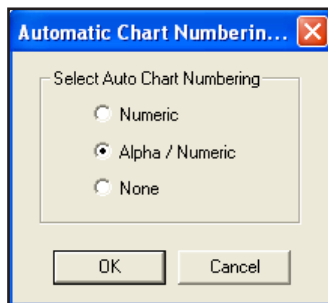 Automatic Chart Numberin...
Select Auto Chart Numbering
Numeric
Alpha / Numeric
None
OK
Cancel